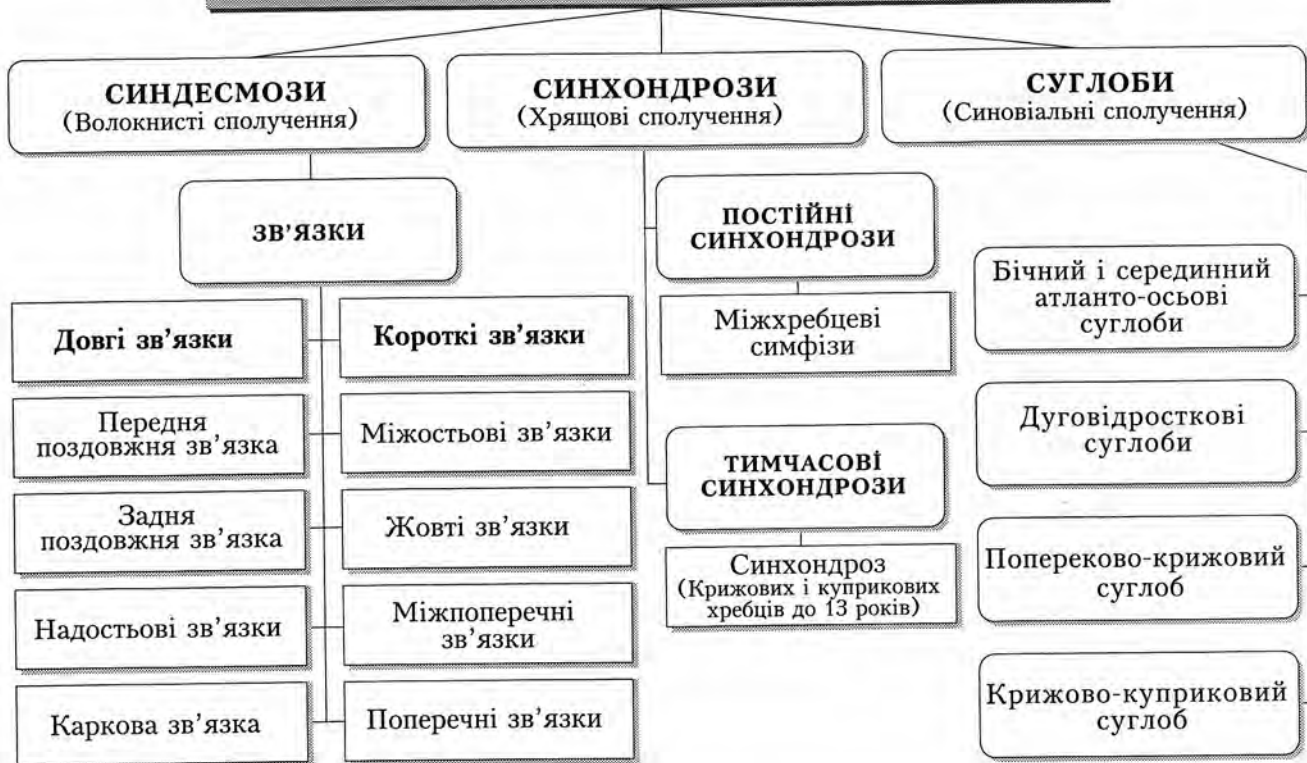 СИНДЕСМОЗИ
(Волокнисті сполучення)
СИНХОНДРОЗИ
(Хрящові сполучення)
СУГЛОБИ
(Синовіальні сполучення)
ЗВ’ЯЗКИ
Довгі зв’язки
Передня
поздовжня зв’язка
Задня
поздовжня зв’язка
Надостьові зв’язки
Каркова зв’язка
Короткі зв’язки
Міжостьові зв’язки
Жовті зв’язки
Міжпоперечні
зв’язки
Поперечні зв’язки
ПОСТІЙНІ
СИНХОНДРОЗИ
Міжхребцеві
симфізи
ТИМЧАСОВІ
СИНХОНДРОЗИ
Синхондроз
(Крижових і куприкових
хребців до 13 років)
Бічний і серединний
атланто-осьові
суглоби
Дуговідросткові
суглоби
Попереково-крижовий
суглоб
Крижово-куприковий
суглоб